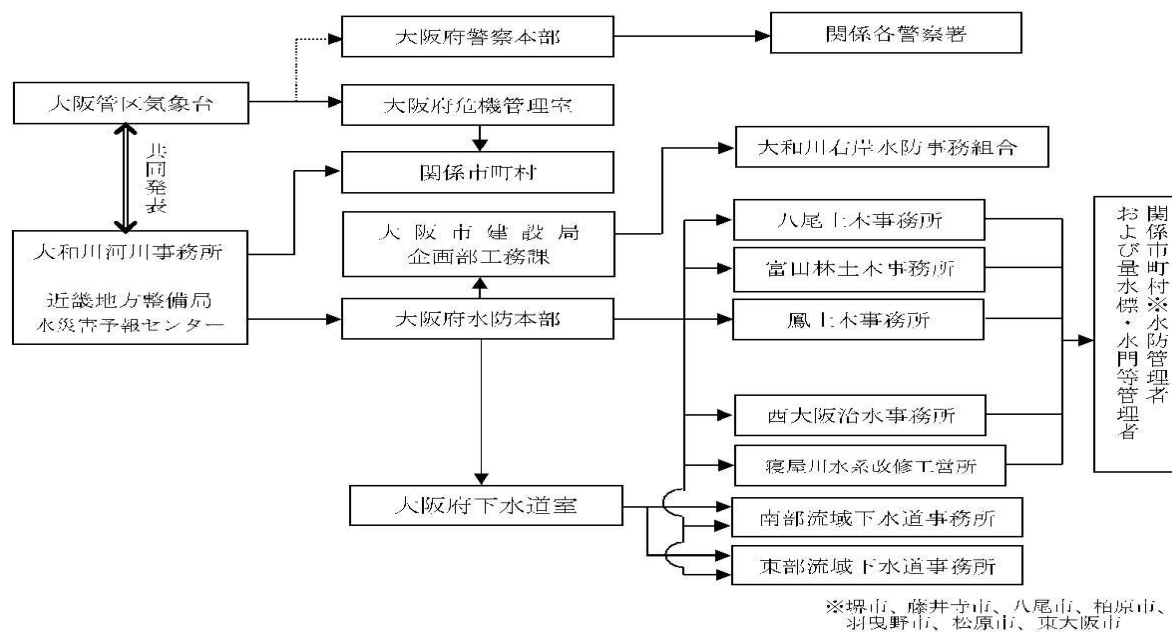 大阪府警察本部
関係各警察署
大阪管区気象台
大阪府危機管理室
共同発表
関係市町村
大和川右岸水防事務組合
大阪市建設局
企画部工務課
大和川河川事務所
近畿地方整備局
水災害予報センター
大阪府水防本部
八尾土木事務所
富田林土木事務所
鳳土木事務所
西大阪治水事務所
寝屋川水系改修工営所
関係市町村※水防管理者
および量水標・水門等管理者
大阪府下水道室
南部流域下水道事務所
東部流域下水道事務所
※堺市、藤井寺市、八尾市、柏原市、
羽曳野市、松原市、東大阪市